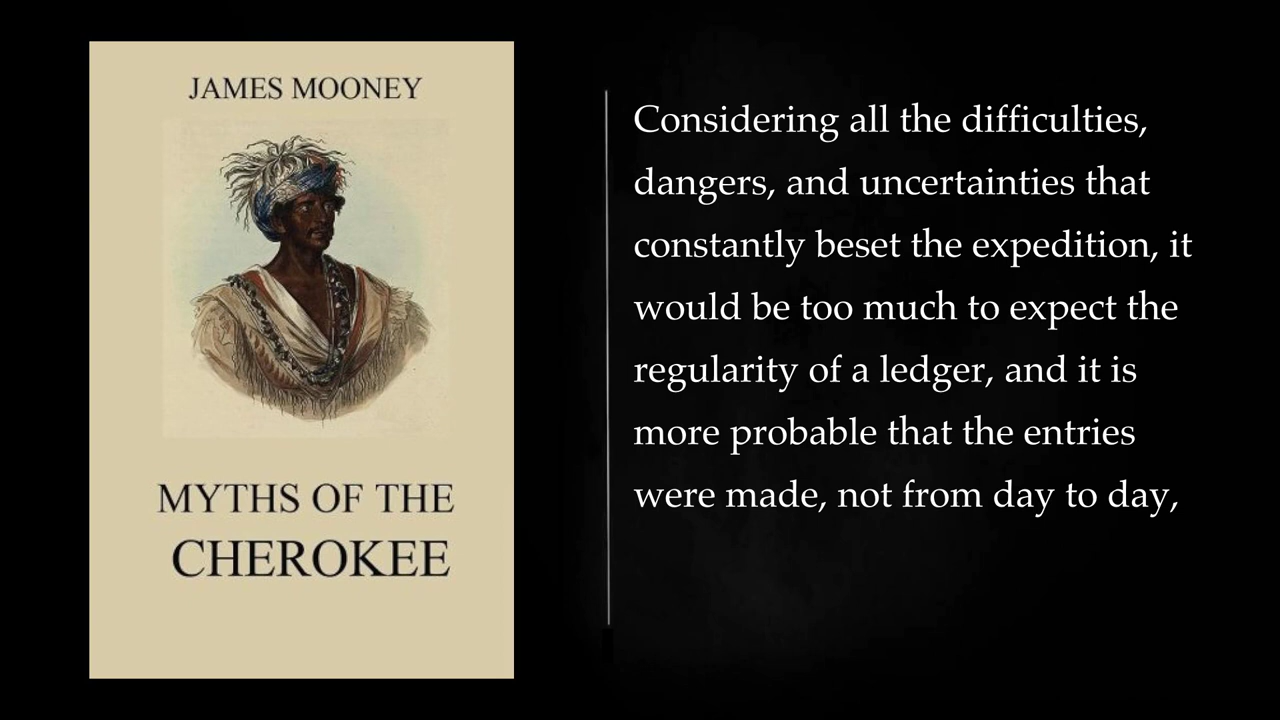 JAMES MOONEY
MYTHS OF THE
CHEROKEE
Considering all the difficulties,
dangers, and uncertainties that
constantly beset the expedition, it
would be too much to expect the
regularity of a ledger, and it is
more probable that the entries
were made, not from day to day,